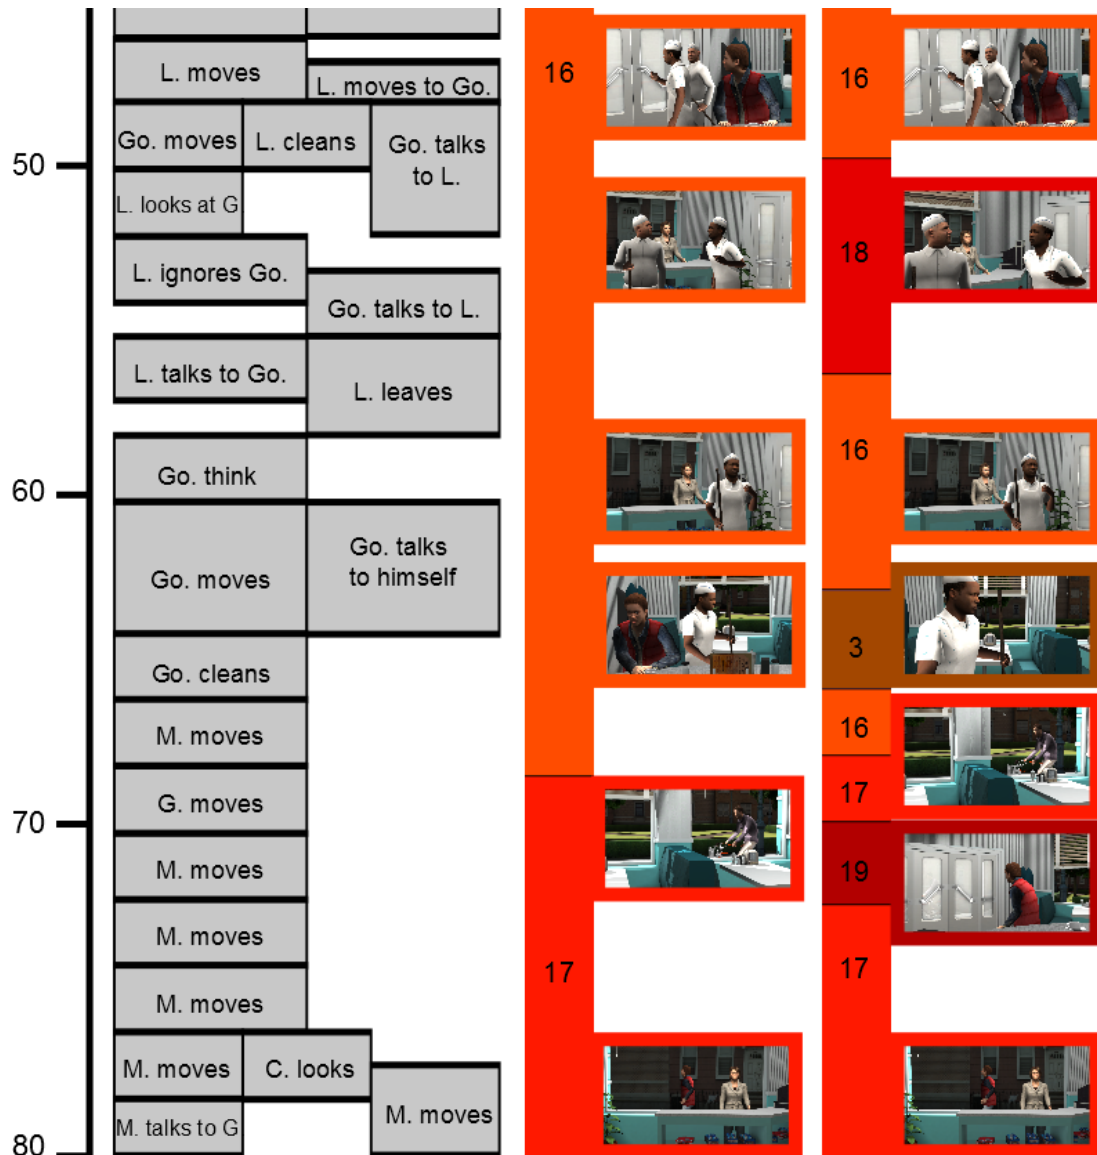 L. moves
L. moves to Go.
16
16
Go. moves
L. cleans
Go. talks
to L.
50
L. looks at G
18
L. ignores Go.
Go. talks to L.
L. talks to Go.
L. leaves
16
Go. think
60
Go. talks
to himself
Go. moves
3
Go. cleans
M. moves
16
G. moves
17
70
M. moves
19
M. moves
17
17
M. moves
M. moves
C. looks
M. moves
M. talks to G
80